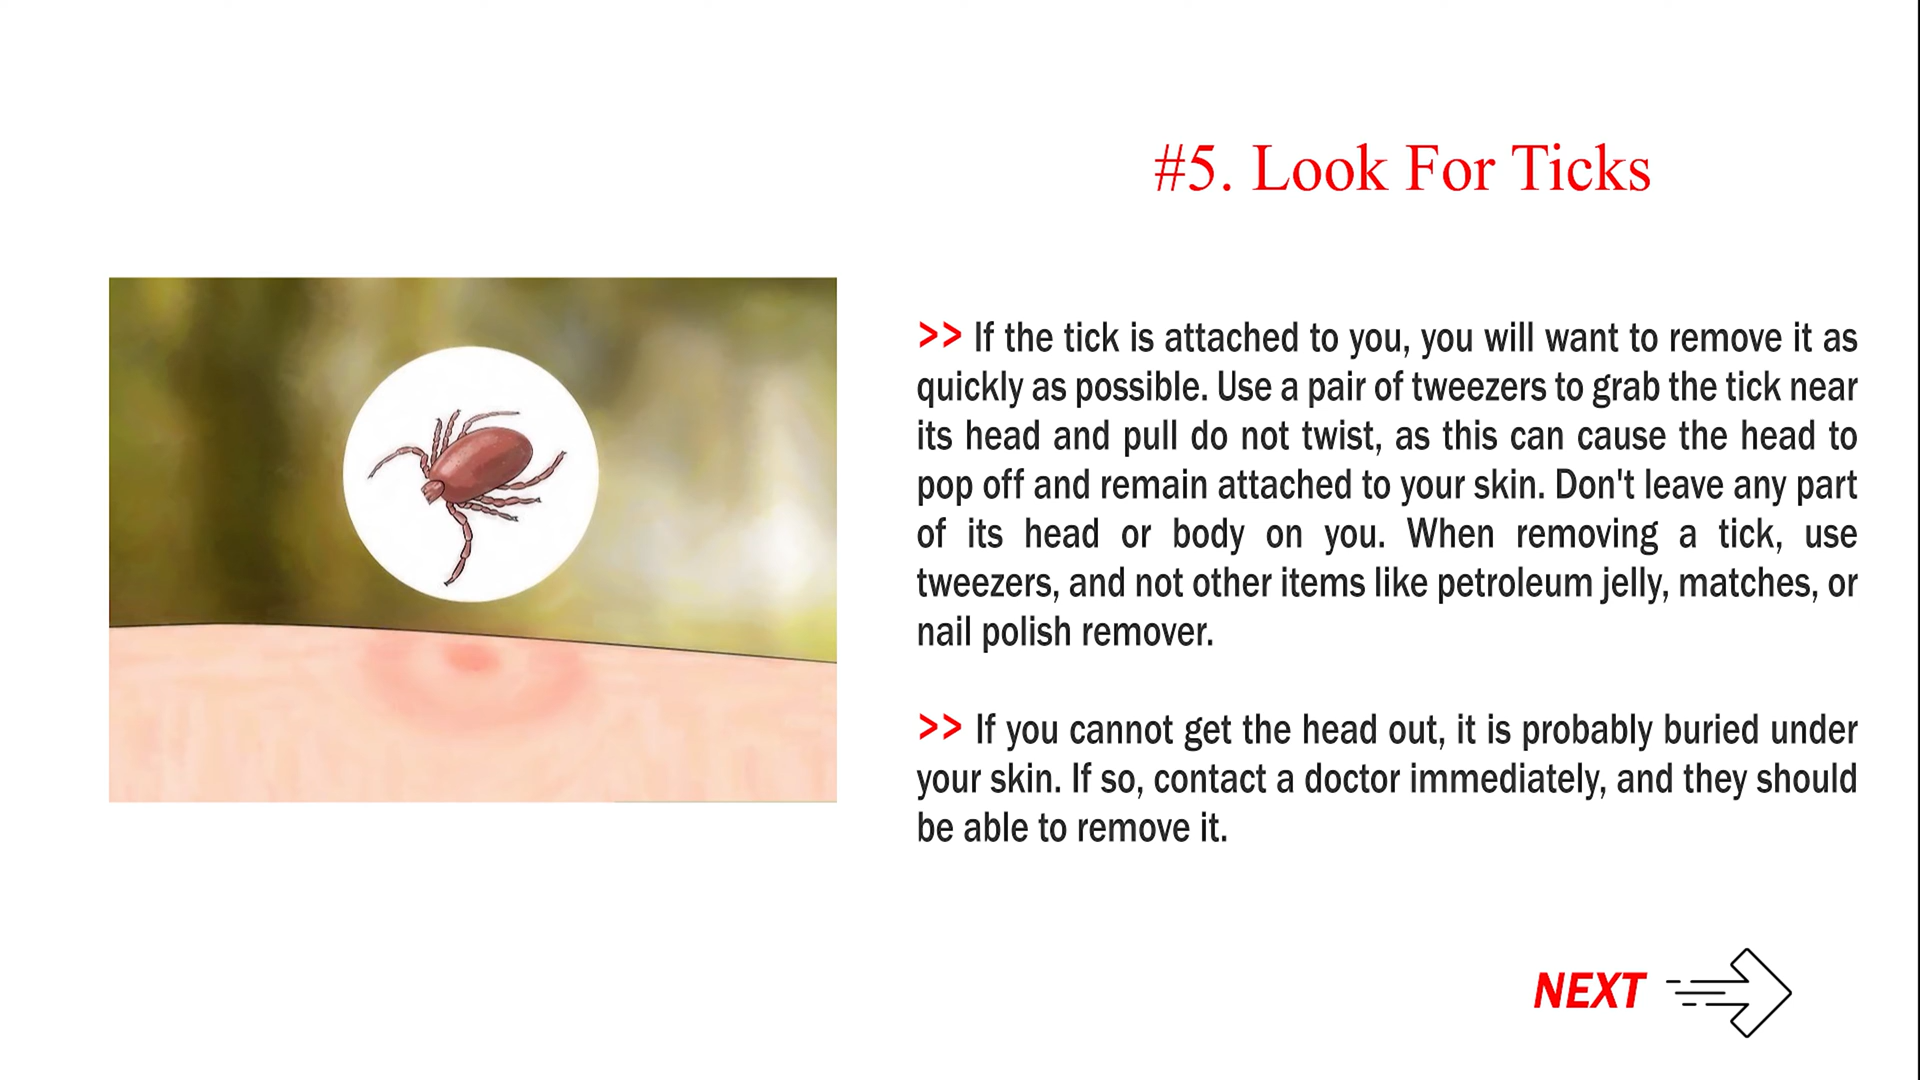 #5. Look For Ticks
>> If the tick is attached to you, you will want to remove it as
quickly as possible. Use a pair of tweezers to grab the tick near
its head and pull do not twist, as this can cause the head to
pop off and remain attached to your skin. Don't leave any part
of its head or body on you. When removing a tick, use
tweezers, and not other items like petroleum jelly, matches, or
nail polish remover.
>> If you cannot get the head out, it is probably buried under
your skin. If so, contact a doctor immediately, and they should
be able to remove it.
NEXT